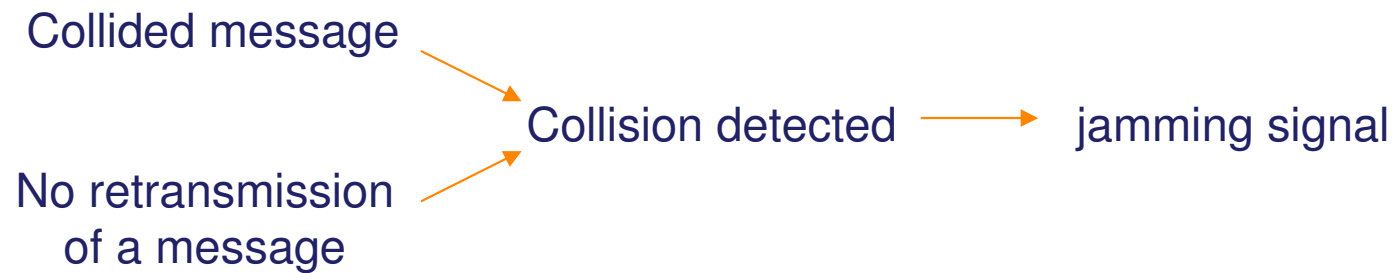 Collided message
Collision detected
jamming signal
No retransmission
of a message